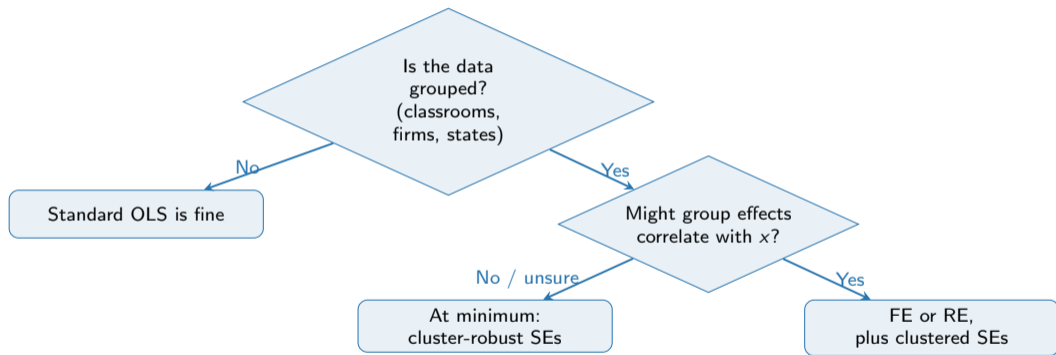 Is the data
grouped?
(classrooms,
firms, states)
No
Yes
Standard OLS is fine
Might group effects
correlate with x?
No / unsure
Yes
At minimum:
cluster-robust SEs
FE or RE,
plus clustered SEs